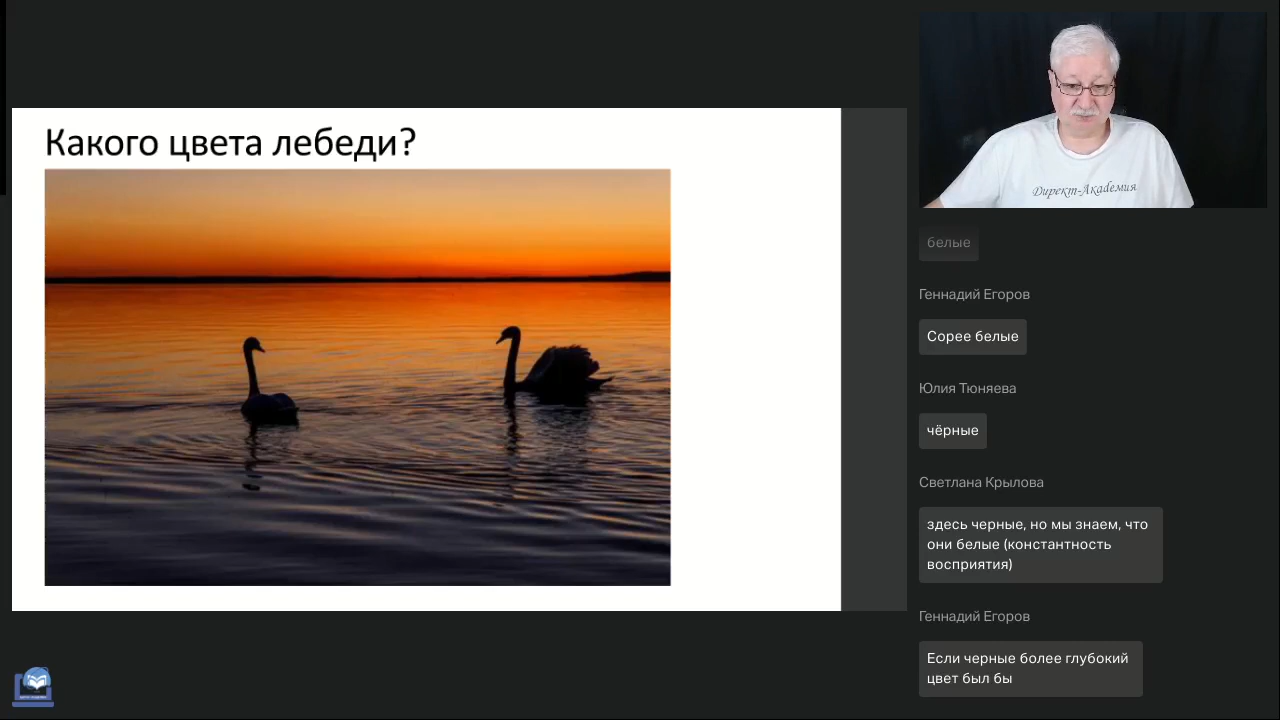 Какого цвета лебеди?
Директ-Академия
белые
Геннадий Егоров
Сорее белые
Юлия Тюняева
чёрные
Светлана Крылова
здесь черные, но мы знаем, что
они белые (константность
восприятия)
Геннадий Егоров
Если черные более глубокий
цвет был бы